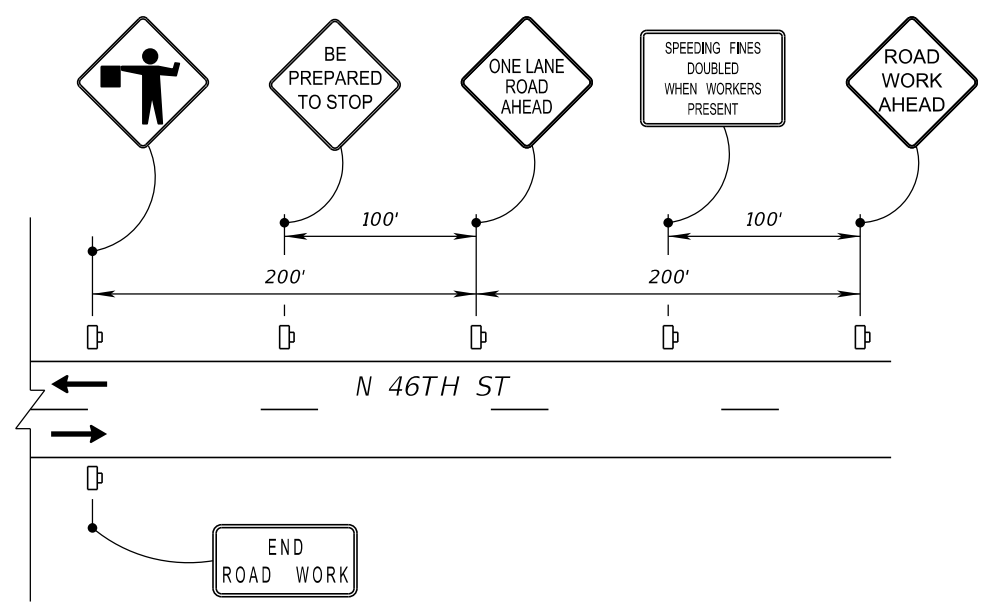 BE
PREPARED
TO STOP
ONE LANE
ROAD
AHEAD
SPEEDING FINES
DOUBLED
WHEN WORKERS
PRESENT
ROAD
WORK
AHEAD
100'
100'
200'
200'
N 46TH ST
END
ROAD WORK